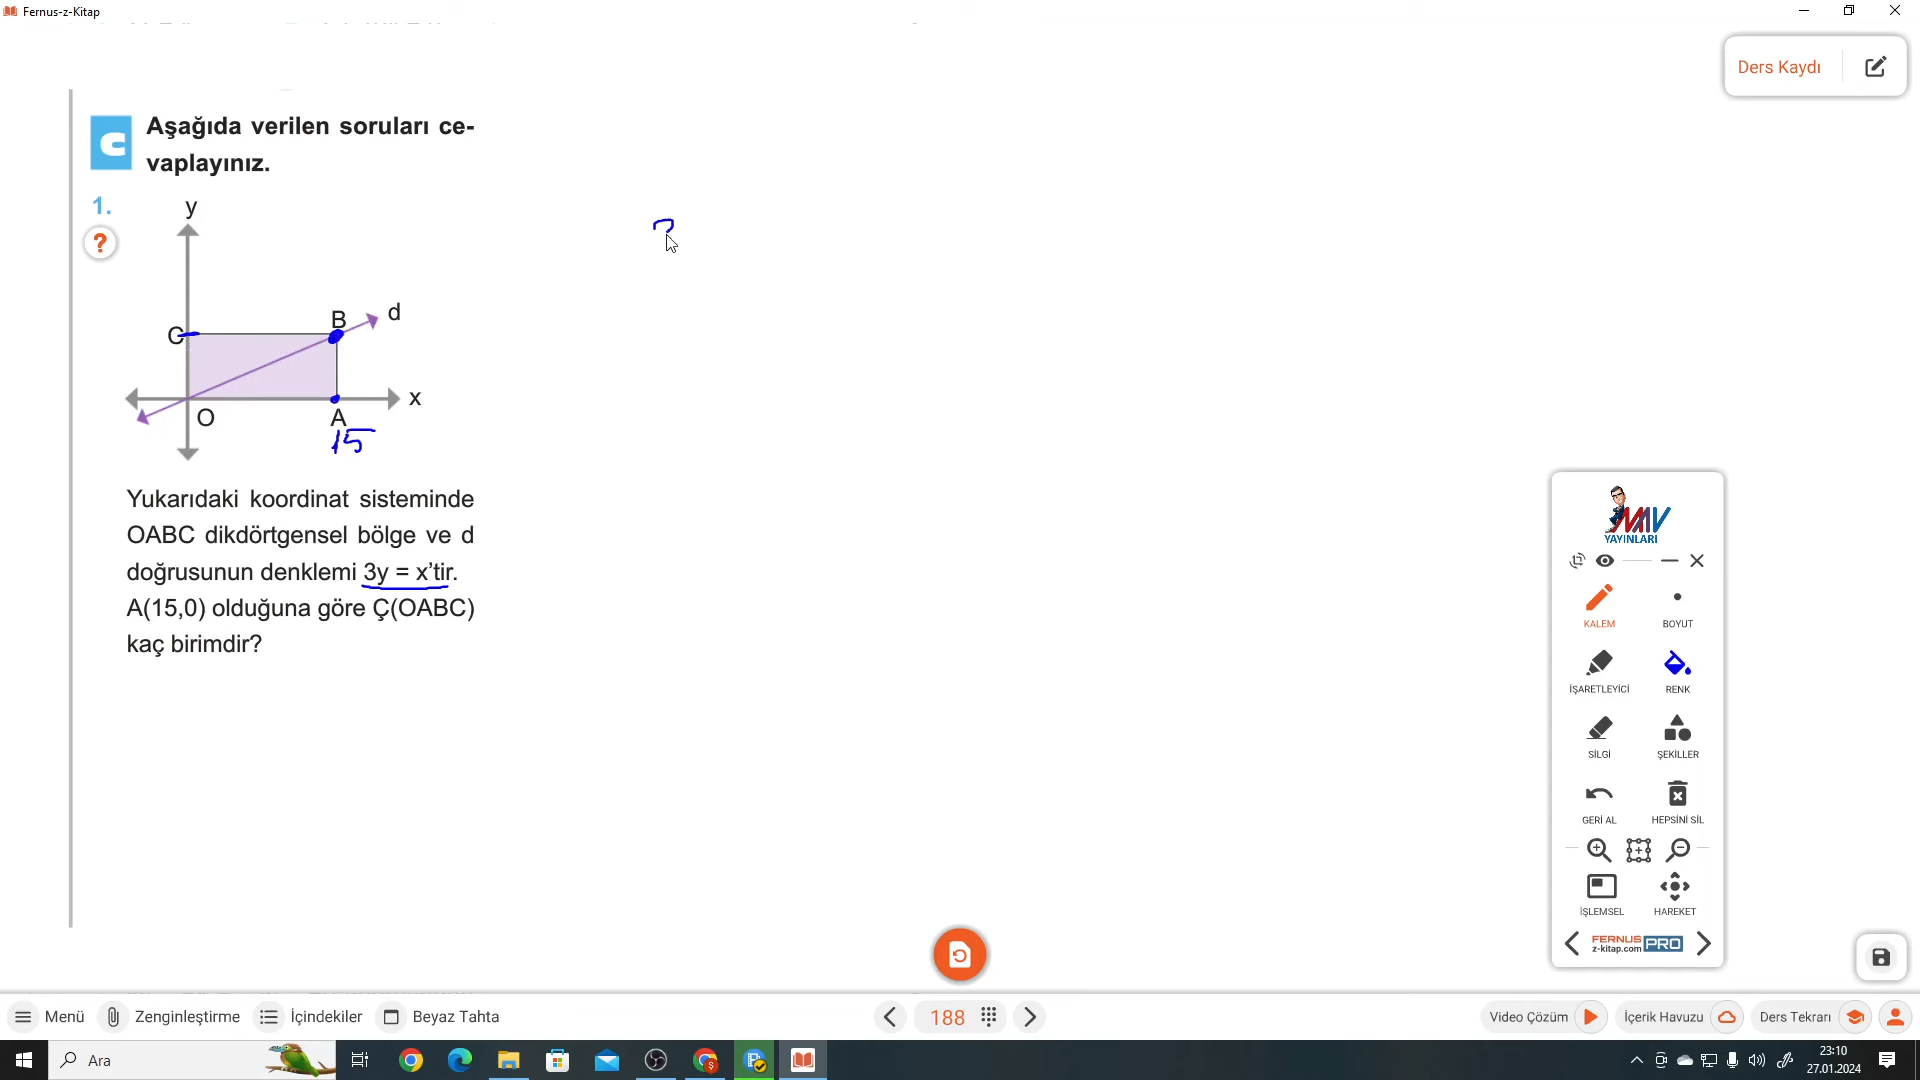 Fernus-z-Kitap
Ders Kaydı
C
Aşağıda verilen soruları ce-
vaplayınız.
1.
y
?
C
B
d
x
O
A
15
Yukarıdaki koordinat sisteminde
OABC dikdörtgensel bölge ve d
doğrusunun denklemi 3y = x'tir.
A(15,0) olduğuna göre Ç(OABC)
kaç birimdir?
MAV
YAYINLARI
KALEM
BOYUT
İŞARETLEYİCİ
RENK
SİLGİ
ŞEKİLLER
GERİ AL
HEPSİNİ SİL
İŞLEMSEL
HAREKET
FERNUS
z-kitap.com
PRO
Menü
Zenginleştirme
İçindekiler
Beyaz Tahta
188
Video Çözüm
İçerik Havuzu
Ders Tekrarı
Ara
23:10
27.01.2024